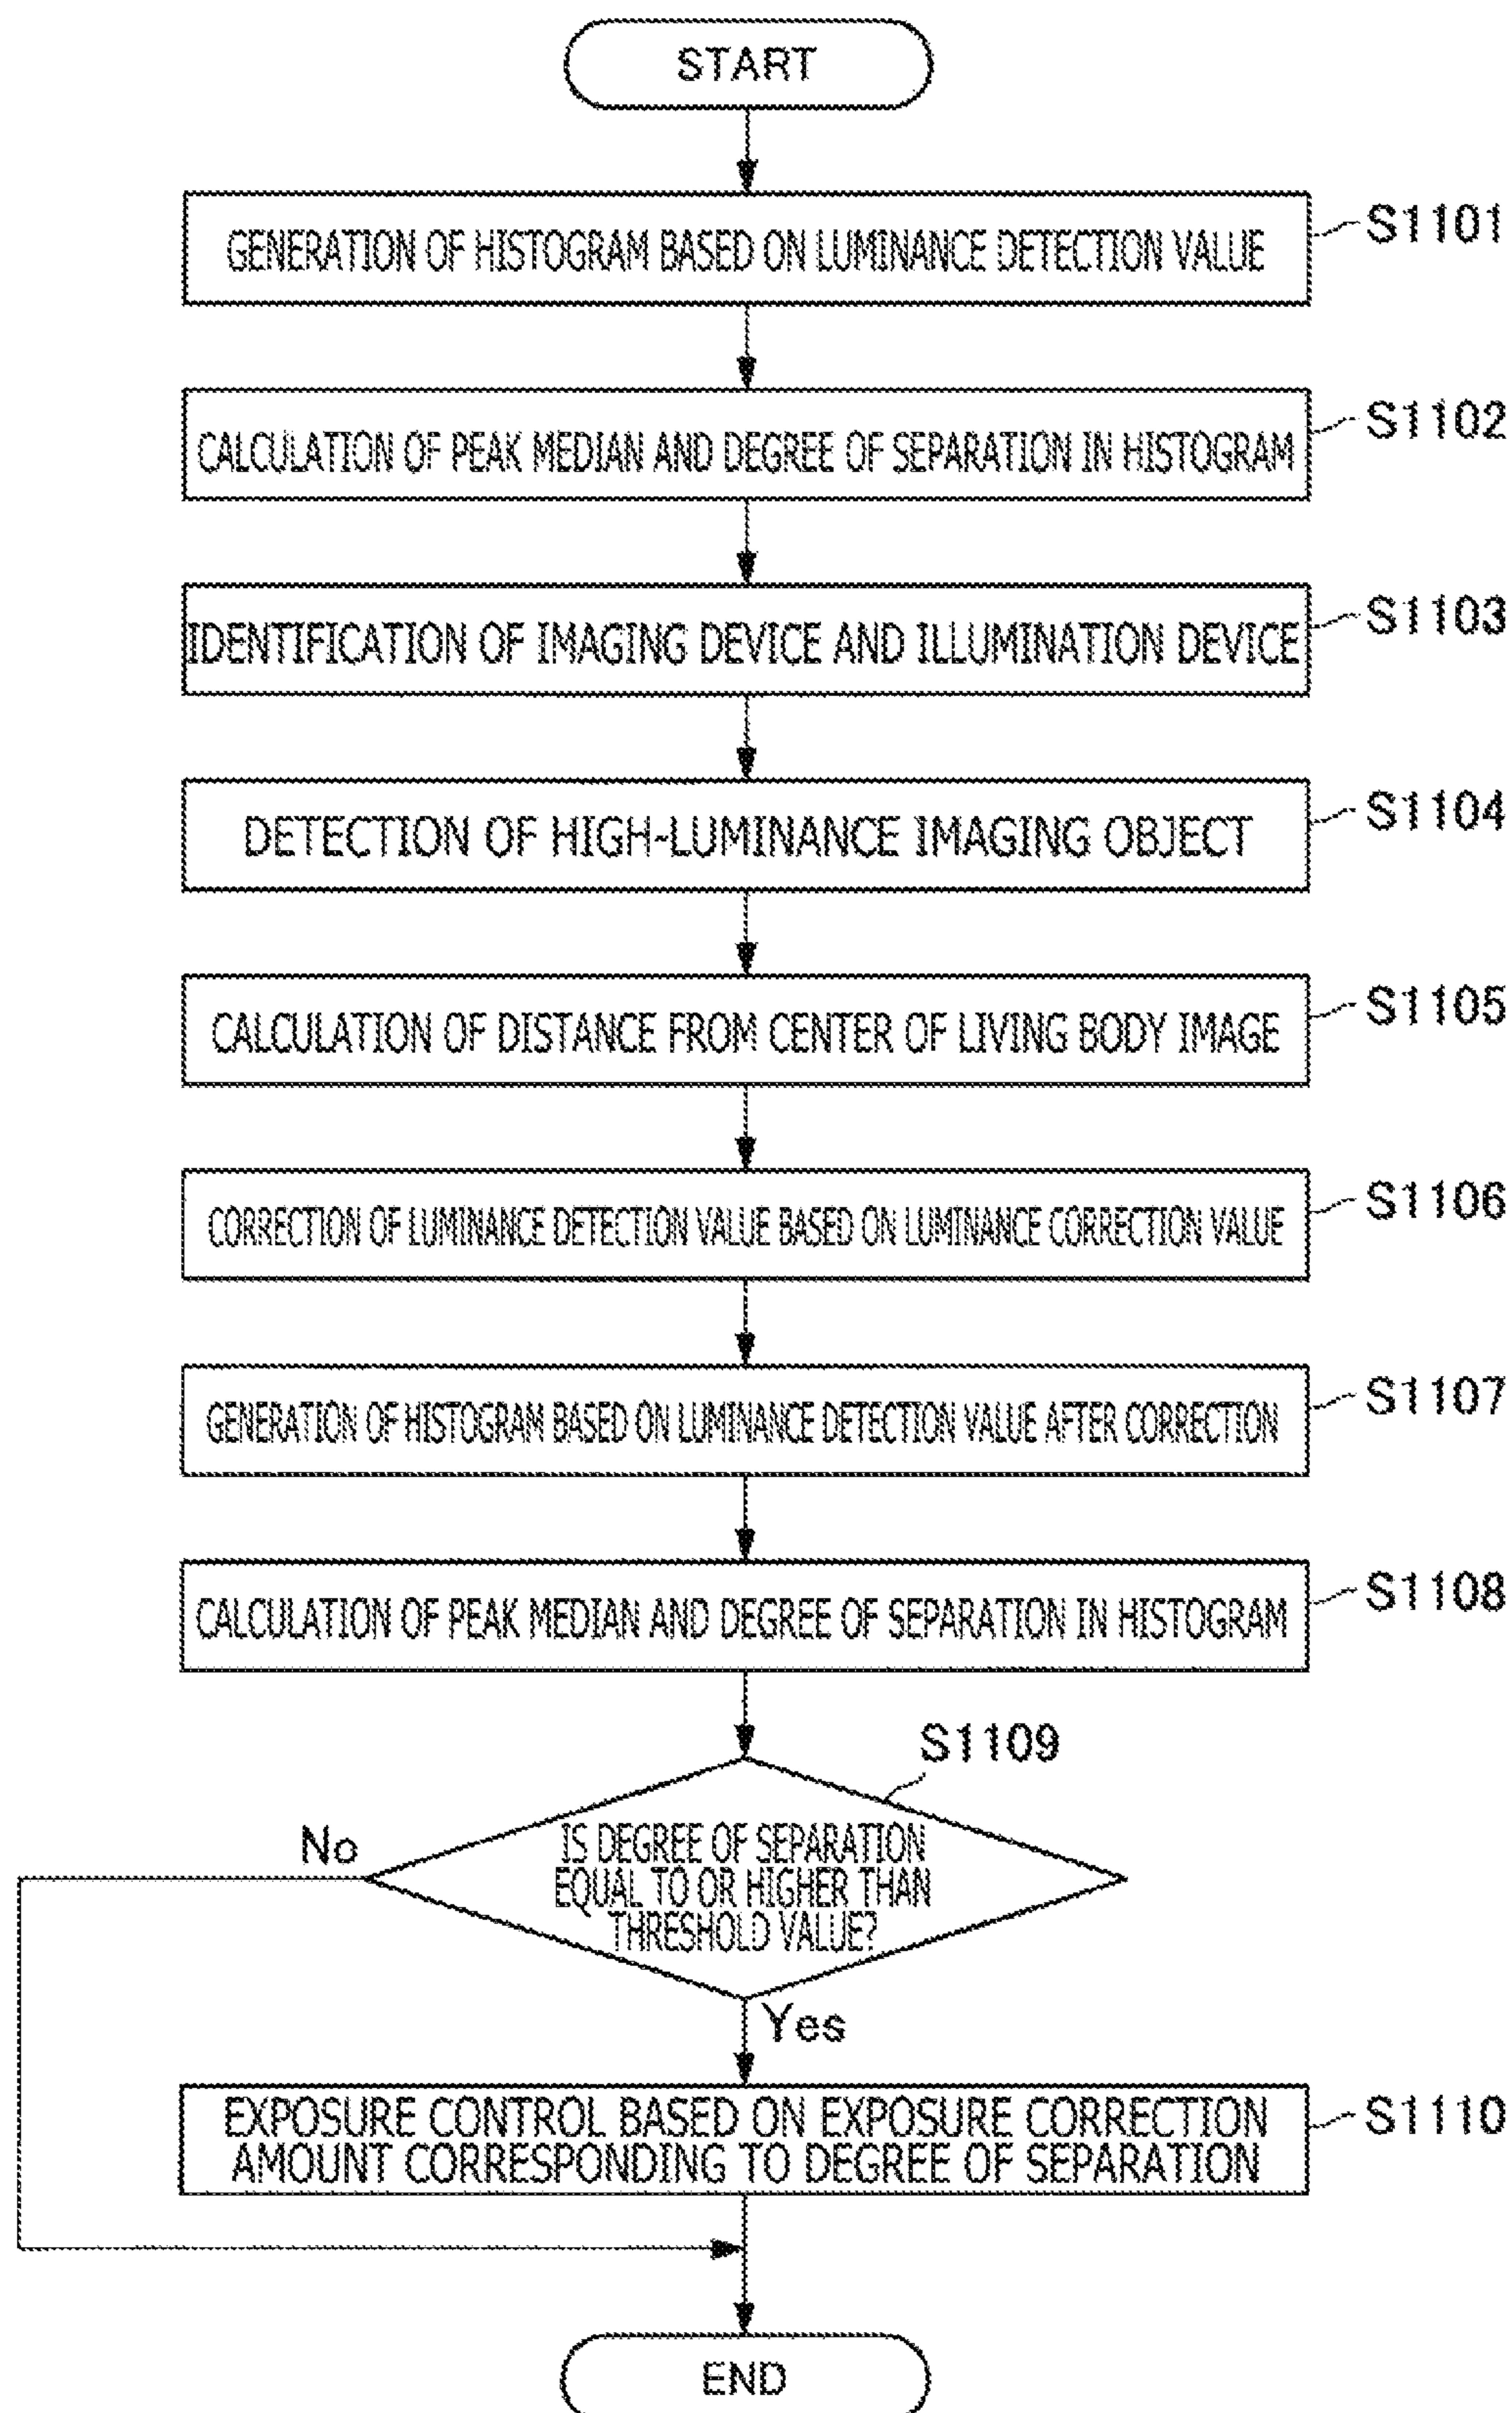 START
GENERATION OF HISTOGRAM BASED ON LUMINANCE DETECTION VALUE
S1101
CALCULATION OF PEAK MEDIAN AND DEGREE OF SEPARATION IN HISTOGRAM
S1102
IDENTIFICATION OF IMAGING DEVICE AND ILLUMINATION DEVICE
S1103
DETECTION OF HIGH-LUMINANCE IMAGING OBJECT
S1104
CALCULATION OF DISTANCE FROM CENTER OF LIVING BODY IMAGE
S1105
CORRECTION OF LUMINANCE DETECTION VALUE BASED ON LUMINANCE CORRECTION VALUE
S1106
GENERATION OF HISTOGRAM BASED ON LUMINANCE DETECTION VALUE AFTER CORRECTION
S1107
CALCULATION OF PEAK MEDIAN AND DEGREE OF SEPARATION IN HISTOGRAM
S1108
S1109
IS DEGREE OF SEPARATION
EQUAL TO OR HIGHER THAN
THRESHOLD VALUE?
No
Yes
EXPOSURE CONTROL BASED ON EXPOSURE CORRECTION
AMOUNT CORRESPONDING TO DEGREE OF SEPARATION
S1110
END